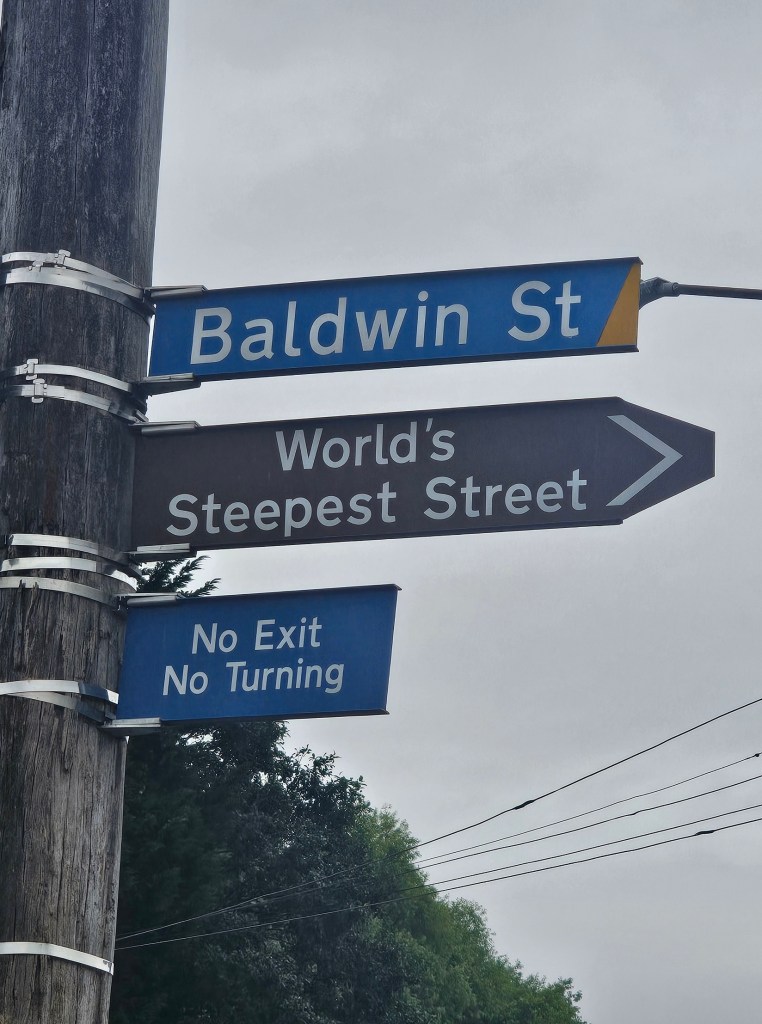 Baldwin St
World's
Steepest Street
No Exit
No Turning